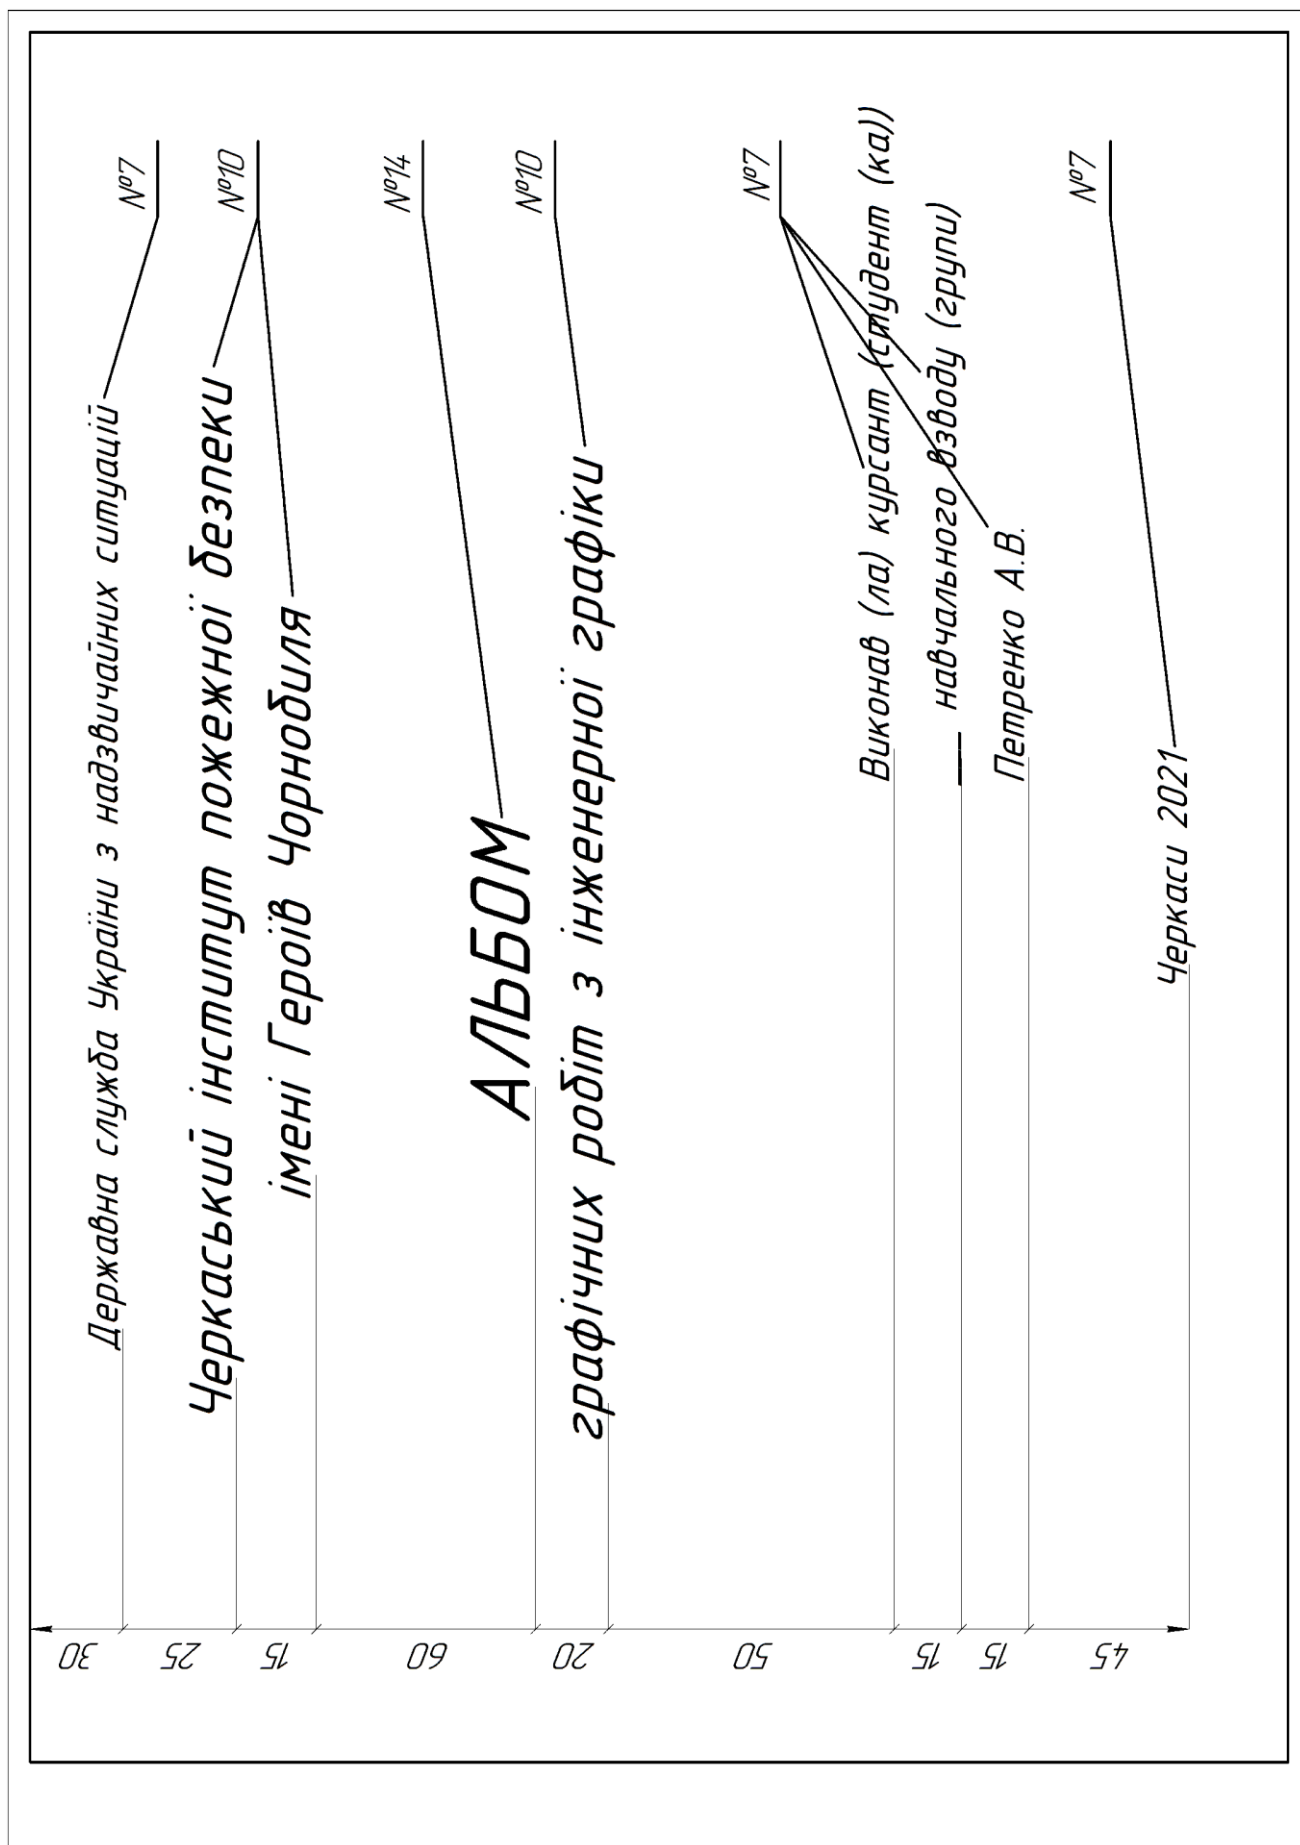 Державна служба України з надзвичайних ситуацій
№7
Черкаський інститут пожежної безпеки
№10
імені Героїв Чорнобиля
АЛЬБОМ
№14
графічних робіт з інженерної графіки
№10
Виконав (ла) курсант (студент (ка))
№7
навчального взводу (групи)
Петренко А.В.
Черкаси 2021
№7
30
25
15
60
20
50
15
15
45